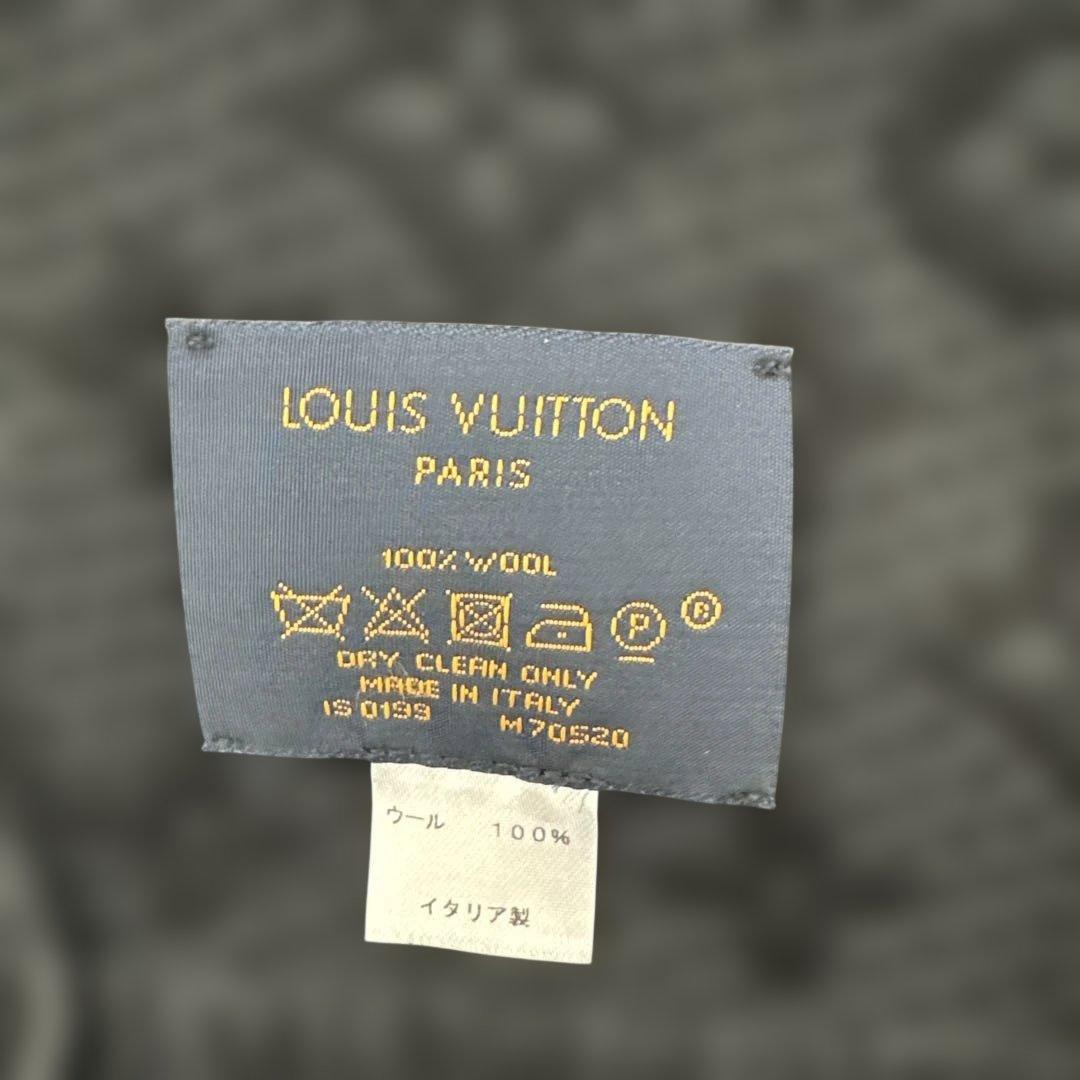 LOUIS VUITTON
PARIS
100% WOOL
P ®
DRY CLEAN ONLY
MADE IN ITALY
IS 0199 M70520
ウール 100%
イタリア製